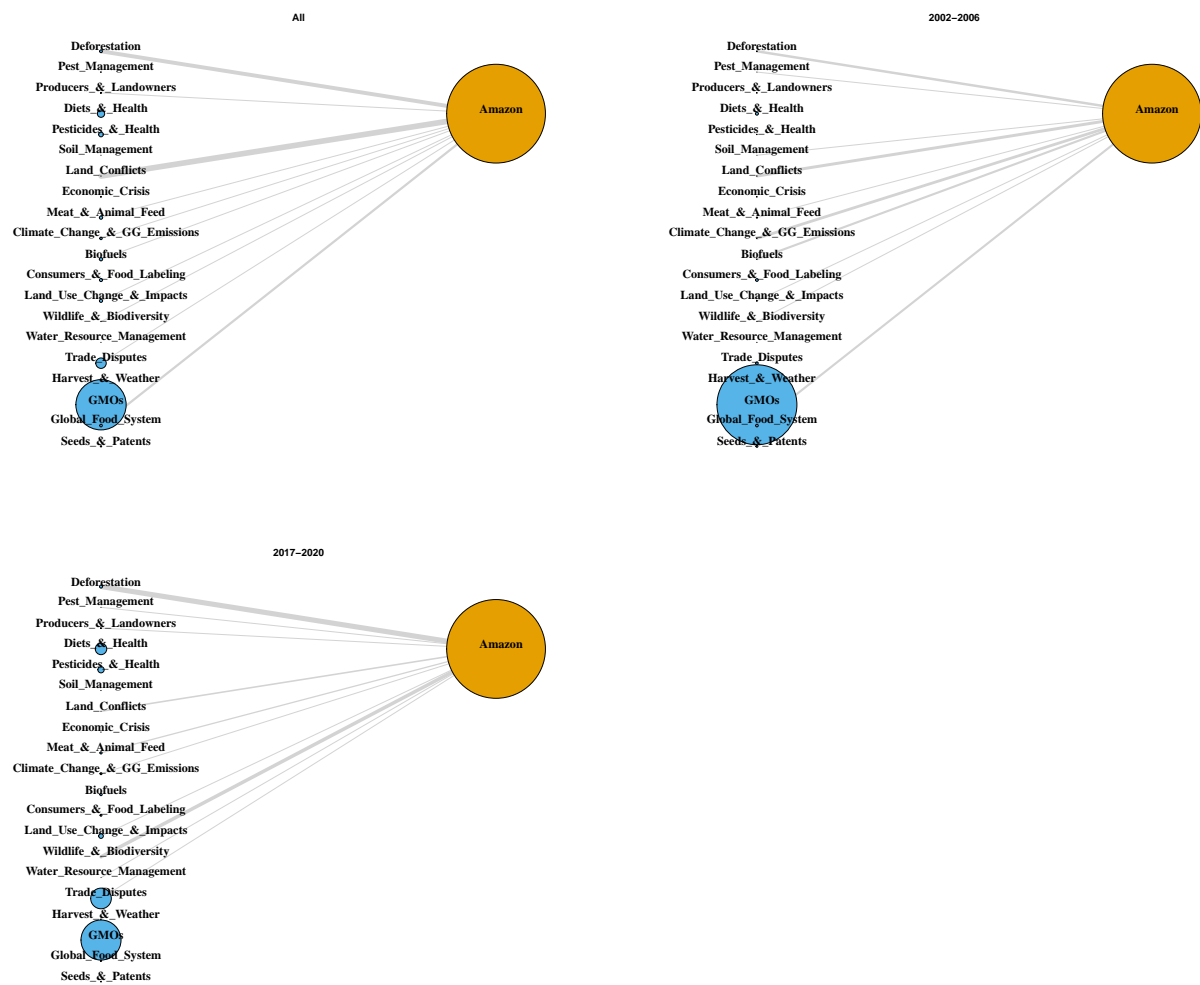 All
Deforestation
Pest_Management
Producers_&_Landowners
Diets_&_Health
Pesticides_&_Health
Soil_Management
Land_Conflicts
Economic_Crisis
Meat_&_Animal_Feed
Climate_Change_&_GG_Emissions
Biofuels
Consumers_&_Food_Labeling
Land_Use_Change_&_Impacts
Wildlife_&_Biodiversity
Water_Resource_Management
Trade_Disputes
Harvest_&_Weather
GMOs
Global_Food_System
Seeds_&_Patents
Amazon
2002–2006
Deforestation
Pest_Management
Producers_&_Landowners
Diets_&_Health
Pesticides_&_Health
Soil_Management
Land_Conflicts
Economic_Crisis
Meat_&_Animal_Feed
Climate_Change_&_GG_Emissions
Biofuels
Consumers_&_Food_Labeling
Land_Use_Change_&_Impacts
Wildlife_&_Biodiversity
Water_Resource_Management
Trade_Disputes
Harvest_&_Weather
GMOs
Global_Food_System
Seeds_&_Patents
Amazon
2017–2020
Deforestation
Pest_Management
Producers_&_Landowners
Diets_&_Health
Pesticides_&_Health
Soil_Management
Land_Conflicts
Economic_Crisis
Meat_&_Animal_Feed
Climate_Change_&_GG_Emissions
Biofuels
Consumers_&_Food_Labeling
Land_Use_Change_&_Impacts
Wildlife_&_Biodiversity
Water_Resource_Management
Trade_Disputes
Harvest_&_Weather
GMOs
Global_Food_System
Seeds_&_Patents
Amazon